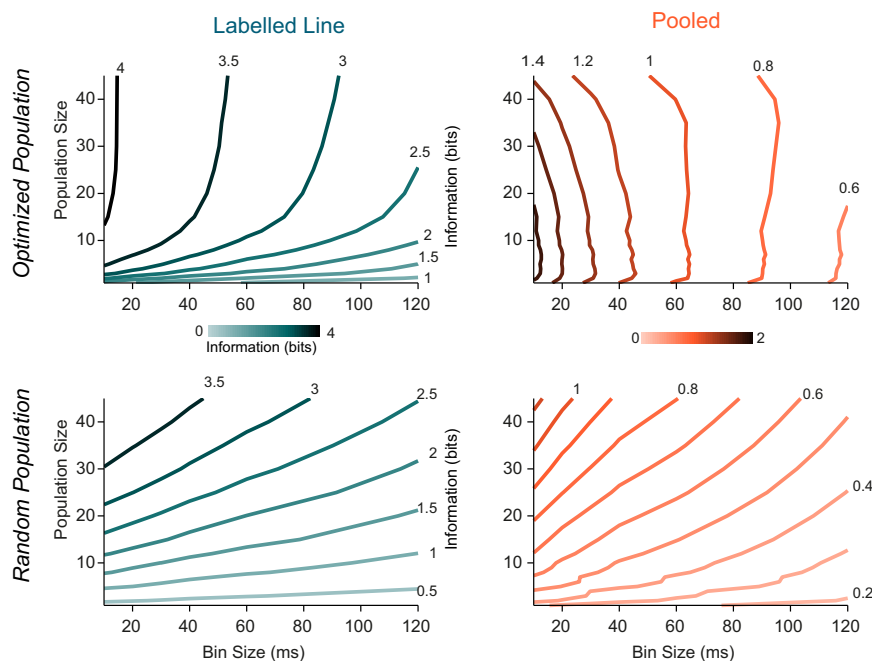 Labelled Line
Pooled
Optimized Population
Population Size
40
30
20
10
20 40 60 80 100 120
4
3.5
3
2.5
2
1.5
1
Information (bits)
1.4
1.2
1
0.8
0.6
40
30
20
10
20 40 60 80 100 120
0
4
Information (bits)
0
2
Random Population
Population Size
40
30
20
10
20 40 60 80 100 120
Bin Size (ms)
3.5
3
2.5
2
1.5
1
0.5
Information (bits)
1
0.8
0.6
0.4
0.2
40
30
20
10
20 40 60 80 100 120
Bin Size (ms)